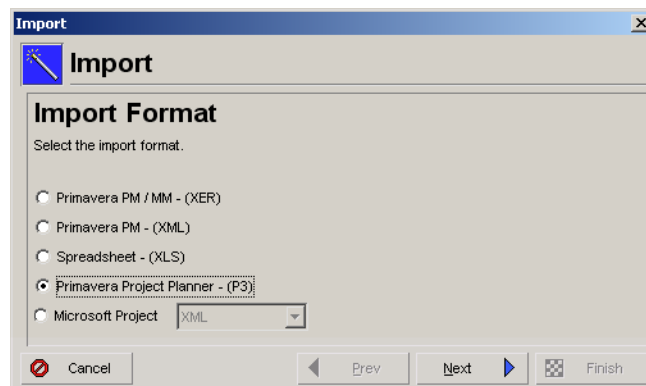 Import
Import
Import Format
Select the import format.
Primavera PM / MM - (XER)
Primavera PM - (XML)
Spreadsheet - (XLS)
Primavera Project Planner - (P3)
Microsoft Project XML
Cancel Prev Next Finish